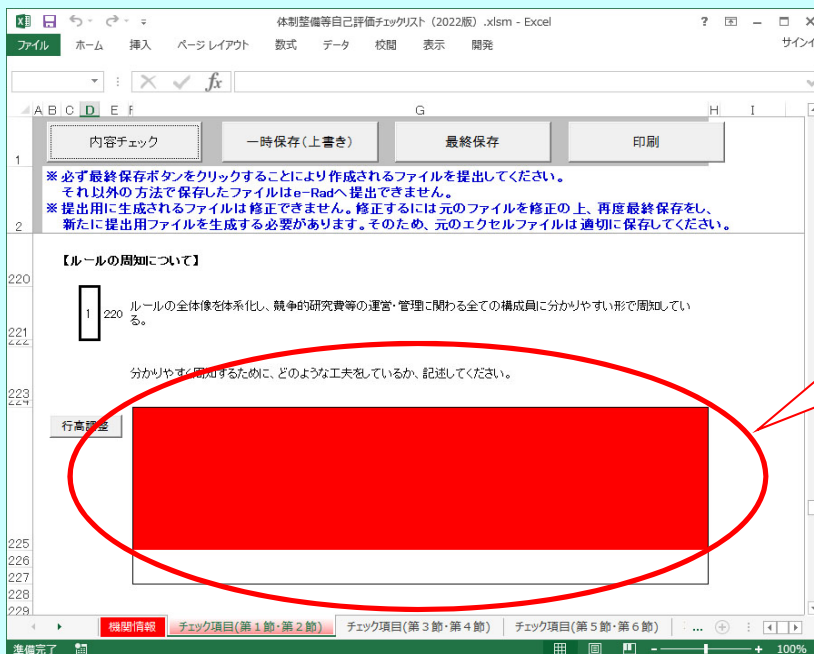 体制整備等自己評価チェックリスト（2022版）.xlsm - Excel
ファイル ホーム 挿入 ページ レイアウト 数式 データ 校閲 表示 開発 サインイ
fx
A B C D E F G H I
内容チェック 一時保存（上書き） 最終保存 印刷
1
※必ず最終保存ボタンをクリックすることにより作成されるファイルを提出してください。
それ以外の方法で保存したファイルはe-Radへ提出できません。
※提出用に生成されるファイルは修正できません。修正するには元のファイルを修正の上、再度最終保存をし、
2 新たに提出用ファイルを生成する必要があります。そのため、元のエクセルファイルは適切に保存してください。
【ルールの周知について】
220
1 220 ルールの全体像を体系化し、競争的研究費等の運営・管理に関わる全ての構成員に分かりやすい形で周知してい
る。
221
222
分かりやすく周知するために、どのような工夫をしているか、記述してください。
223
224
行高調整
225
226
227
228
229
機関情報 チェック項目(第１節・第２節) チェック項目(第３節・第４節) チェック項目(第５節・第６節) ...
準備完了 100%